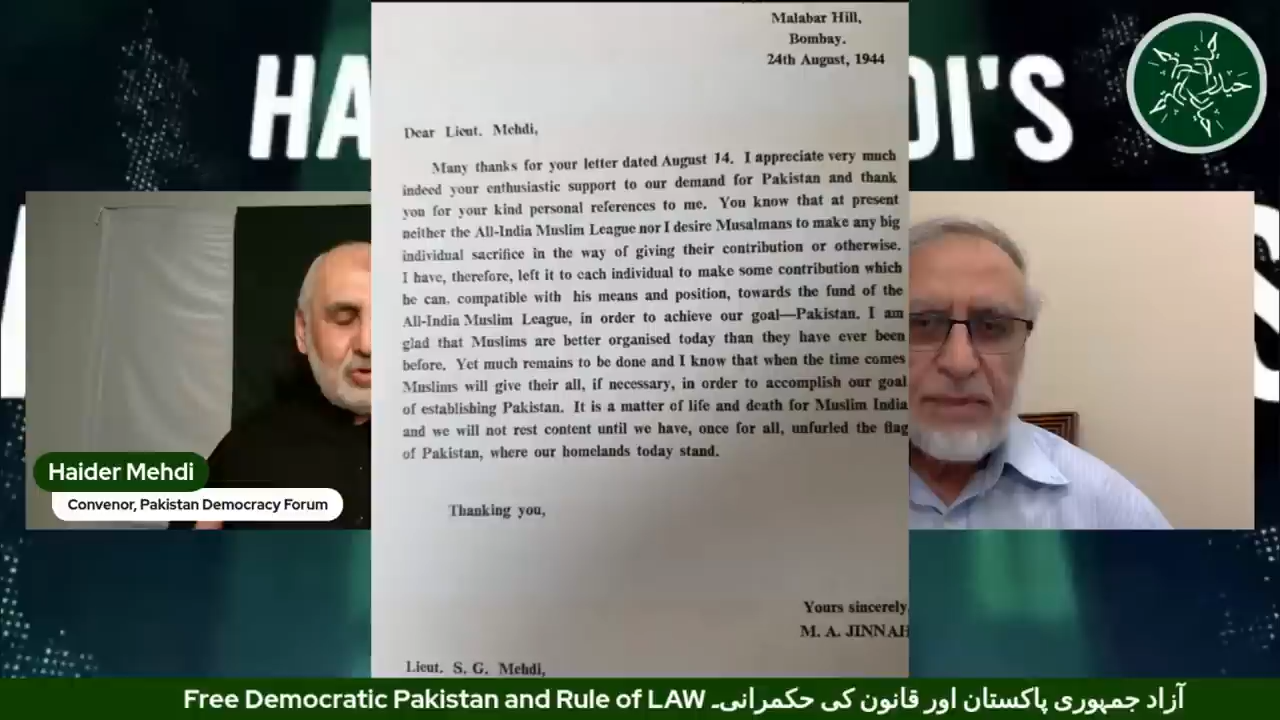 HA
DI'S
حیدر
Malabar Hill,
Bombay.
24th August, 1944
Dear Lieut. Mehdi,
Many thanks for your letter dated August 14. I appreciate very much
indeed your enthusiastic support to our demand for Pakistan and thank
you for your kind personal references to me. You know that at present
neither the All-India Muslim League nor I desire Musalmans to make any big
individual sacrifice in the way of giving their contribution or otherwise.
I have, therefore, left it to each individual to make some contribution which
he can, compatible with his means and position, towards the fund of the
All-India Muslim League, in order to achieve our goal—Pakistan. I am
glad that Muslims are better organised today than they have ever been
before. Yet much remains to be done and I know that when the time comes
Muslims will give their all, if necessary, in order to accomplish our goal
of establishing Pakistan. It is a matter of life and death for Muslim India
and we will not rest content until we have, once for all, unfurled the flag
of Pakistan, where our homelands today stand.
Thanking you,
Yours sincerely
M. A. JINNAH
Lieut. S. G. Mehdi,
Haider Mehdi
Convenor, Pakistan Democracy Forum
Free Democratic Pakistan and Rule of LAW آزاد جمہوری پاکستان اور قانون کی حکمرانی۔